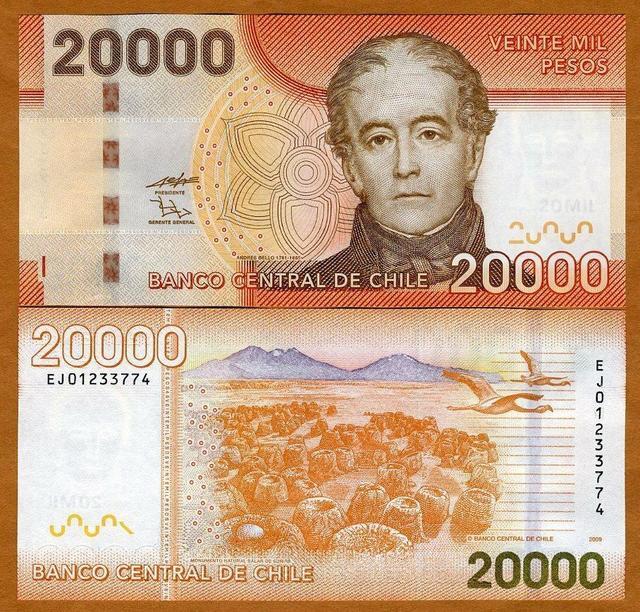 20000
VEINTE MIL
PESOS
PRESIDENTE
GERENTE GENERAL
20MIL
ANDRÉS BELLO 1781-1865
BANCO CENTRAL DE CHILE
20000
20000
EJ01233774
EJ01233774
20MIL
© BANCO CENTRAL DE CHILE
2009
MONUMENTO NATURAL SALAR DE SURIRE
BANCO CENTRAL DE CHILE
20000